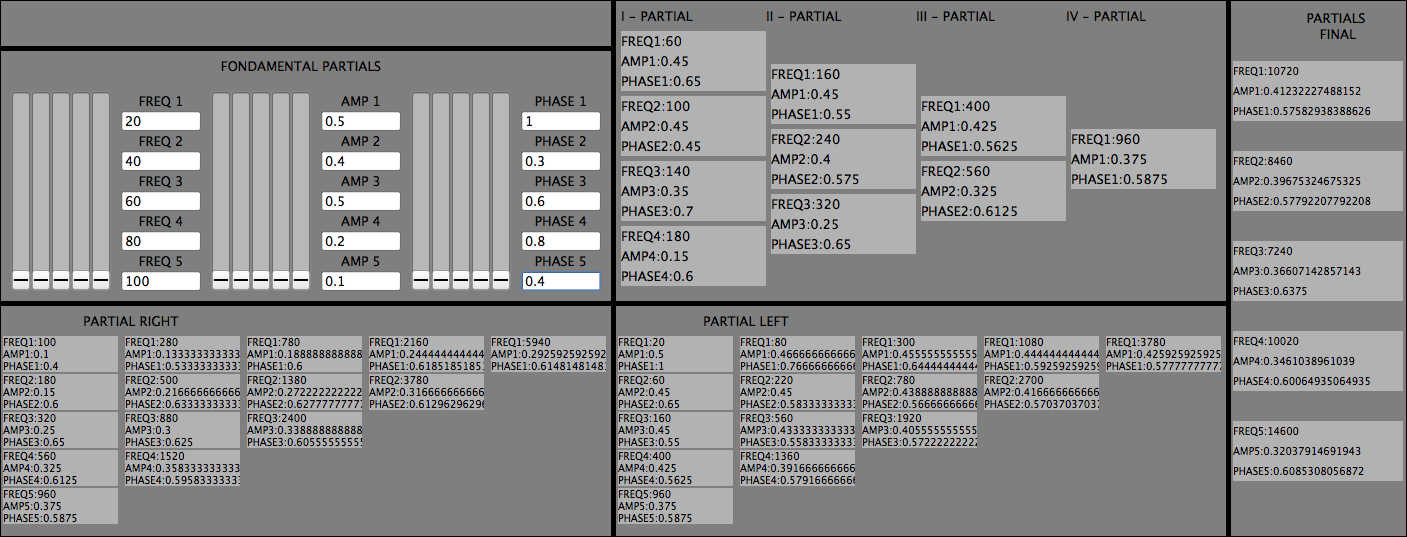 FONDAMENTAL PARTIALS
FREQ 1
20
FREQ 2
40
FREQ 3
60
FREQ 4
80
FREQ 5
100
AMP 1
0.5
AMP 2
0.4
AMP 3
0.5
AMP 4
0.2
AMP 5
0.1
PHASE 1
1
PHASE 2
0.3
PHASE 3
0.6
PHASE 4
0.8
PHASE 5
0.4
I – PARTIAL
FREQ1:60
AMP1:0.45
PHASE1:0.65
FREQ2:100
AMP2:0.45
PHASE2:0.45
FREQ3:140
AMP3:0.35
PHASE3:0.7
FREQ4:180
AMP4:0.15
PHASE4:0.6
II – PARTIAL
FREQ1:160
AMP1:0.45
PHASE1:0.55
FREQ2:240
AMP2:0.4
PHASE2:0.575
FREQ3:320
AMP3:0.25
PHASE3:0.65
III – PARTIAL
FREQ1:400
AMP1:0.425
PHASE1:0.5625
FREQ2:560
AMP2:0.325
PHASE2:0.6125
IV – PARTIAL
FREQ1:960
AMP1:0.375
PHASE1:0.5875
PARTIALS
FINAL
FREQ1:10720
AMP1:0.41232227488152
PHASE1:0.57582938388626
FREQ2:8460
AMP2:0.39675324675325
PHASE2:0.57792207792208
FREQ3:7240
AMP3:0.36607142857143
PHASE3:0.6375
FREQ4:10020
AMP4:0.3461038961039
PHASE4:0.60064935064935
FREQ5:14600
AMP5:0.32037914691943
PHASE5:0.6085308056872
PARTIAL RIGHT
FREQ1:100
AMP1:0.1
PHASE1:0.4
FREQ2:180
AMP2:0.15
PHASE2:0.6
FREQ3:320
AMP3:0.25
PHASE3:0.65
FREQ4:560
AMP4:0.325
PHASE4:0.6125
FREQ5:960
AMP5:0.375
PHASE5:0.5875
FREQ1:280
AMP1:0.133333333333
PHASE1:0.53333333333
FREQ2:500
AMP2:0.216666666666
PHASE2:0.63333333333
FREQ3:880
AMP3:0.3
PHASE3:0.625
FREQ4:1520
AMP4:0.358333333333
PHASE4:0.59583333333
FREQ1:780
AMP1:0.188888888888
PHASE1:0.6
FREQ2:1380
AMP2:0.272222222222
PHASE2:0.62777777777
FREQ3:2400
AMP3:0.338888888888
PHASE3:0.60555555555
FREQ1:2160
AMP1:0.244444444444
PHASE1:0.61851851851
FREQ2:3780
AMP2:0.316666666666
PHASE2:0.61296296296
FREQ1:5940
AMP1:0.292592592592
PHASE1:0.61481481481
PARTIAL LEFT
FREQ1:20
AMP1:0.5
PHASE1:1
FREQ2:60
AMP2:0.45
PHASE2:0.65
FREQ3:160
AMP3:0.45
PHASE3:0.55
FREQ4:400
AMP4:0.425
PHASE4:0.5625
FREQ5:960
AMP5:0.375
PHASE5:0.5875
FREQ1:80
AMP1:0.466666666666
PHASE1:0.76666666666
FREQ2:220
AMP2:0.45
PHASE2:0.58333333333
FREQ3:560
AMP3:0.433333333333
PHASE3:0.55833333333
FREQ4:1360
AMP4:0.391666666666
PHASE4:0.57916666666
FREQ1:300
AMP1:0.455555555555
PHASE1:0.64444444444
FREQ2:780
AMP2:0.438888888888
PHASE2:0.56666666666
FREQ3:1920
AMP3:0.405555555555
PHASE3:0.57222222222
FREQ1:1080
AMP1:0.444444444444
PHASE1:0.59259259259
FREQ2:2700
AMP2:0.416666666666
PHASE2:0.57037037037
FREQ1:3780
AMP1:0.425925925925
PHASE1:0.57777777777